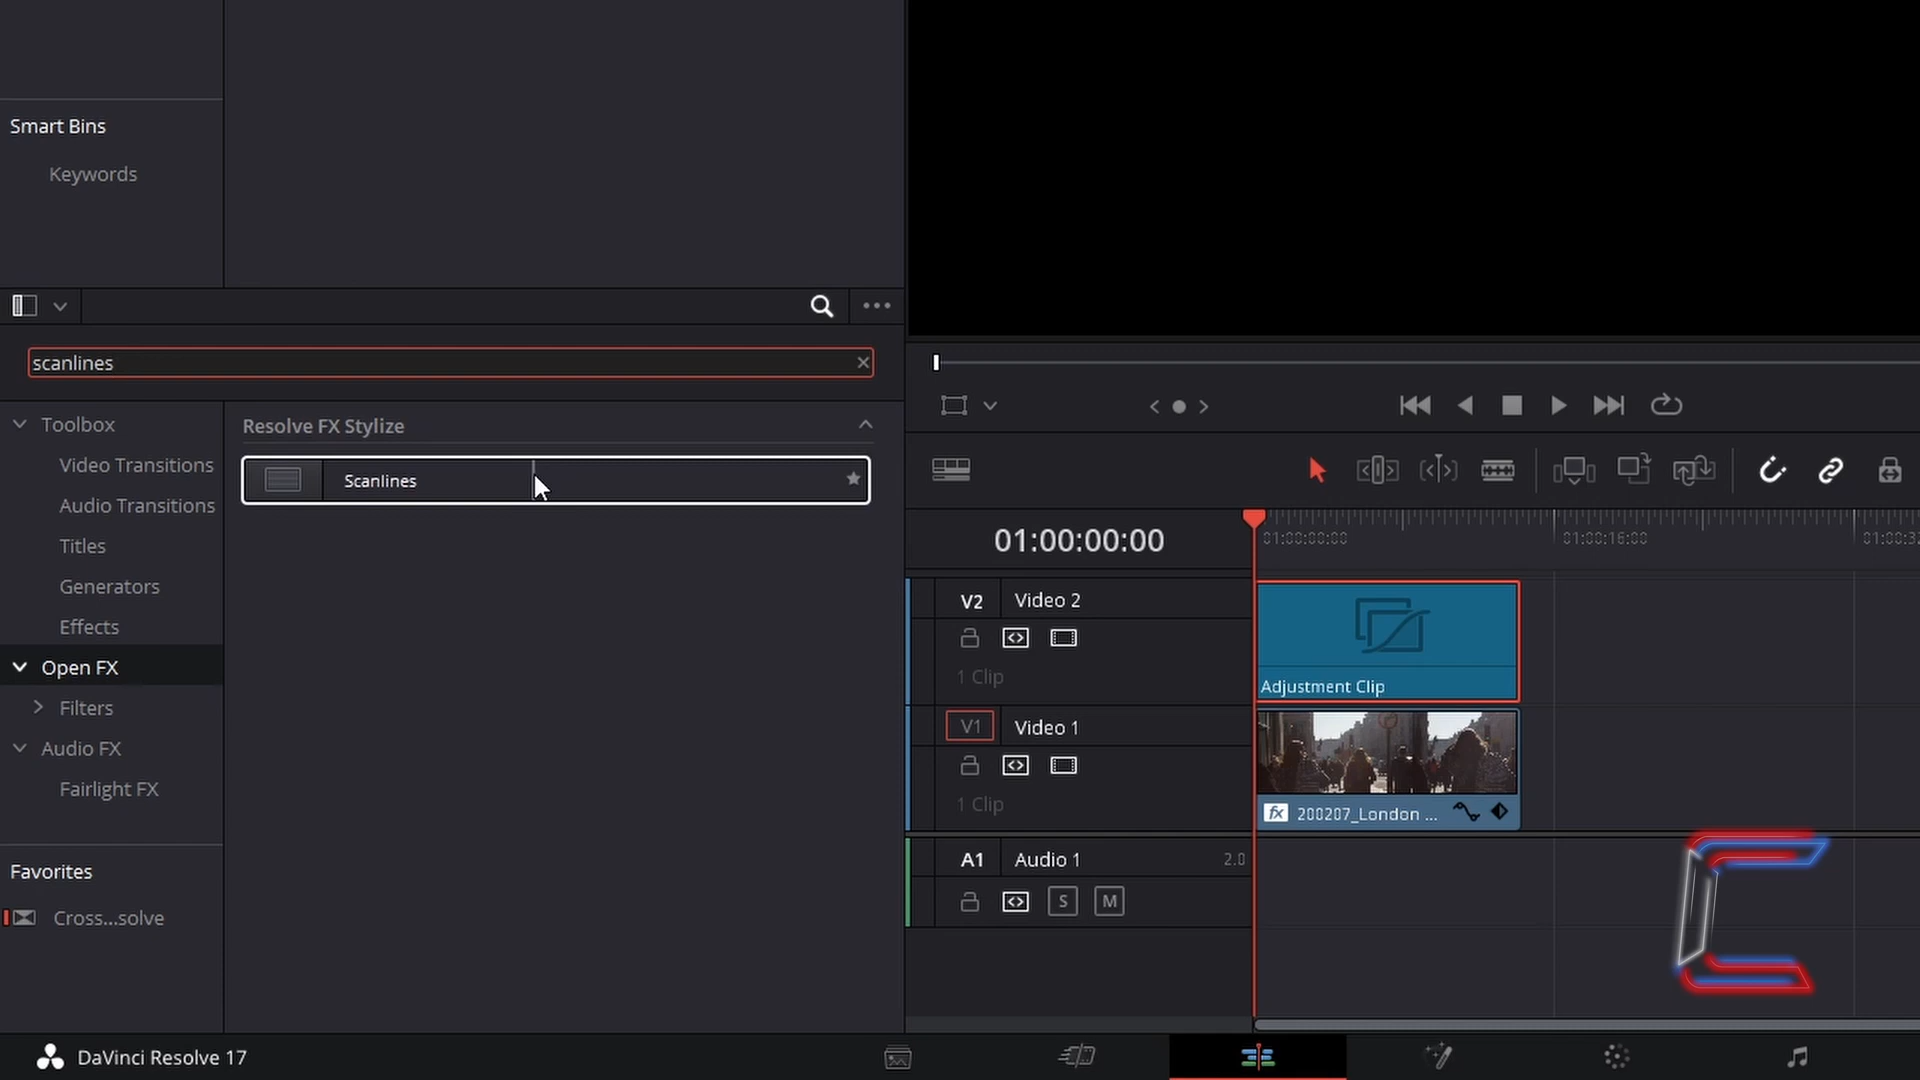 Smart Bins
Keywords
scanlines
Toolbox
Video Transitions
Audio Transitions
Titles
Generators
Effects
Open FX
Filters
Audio FX
Fairlight FX
Favorites
Cross...solve
Resolve FX Stylize
Scanlines
01:00:00:00
01:00:00:00
01:00:16:00
V2 Video 2
1 Clip
Adjustment Clip
V1 Video 1
1 Clip
fx 200207_London ...
A1 Audio 1 2.0
S M
DaVinci Resolve 17